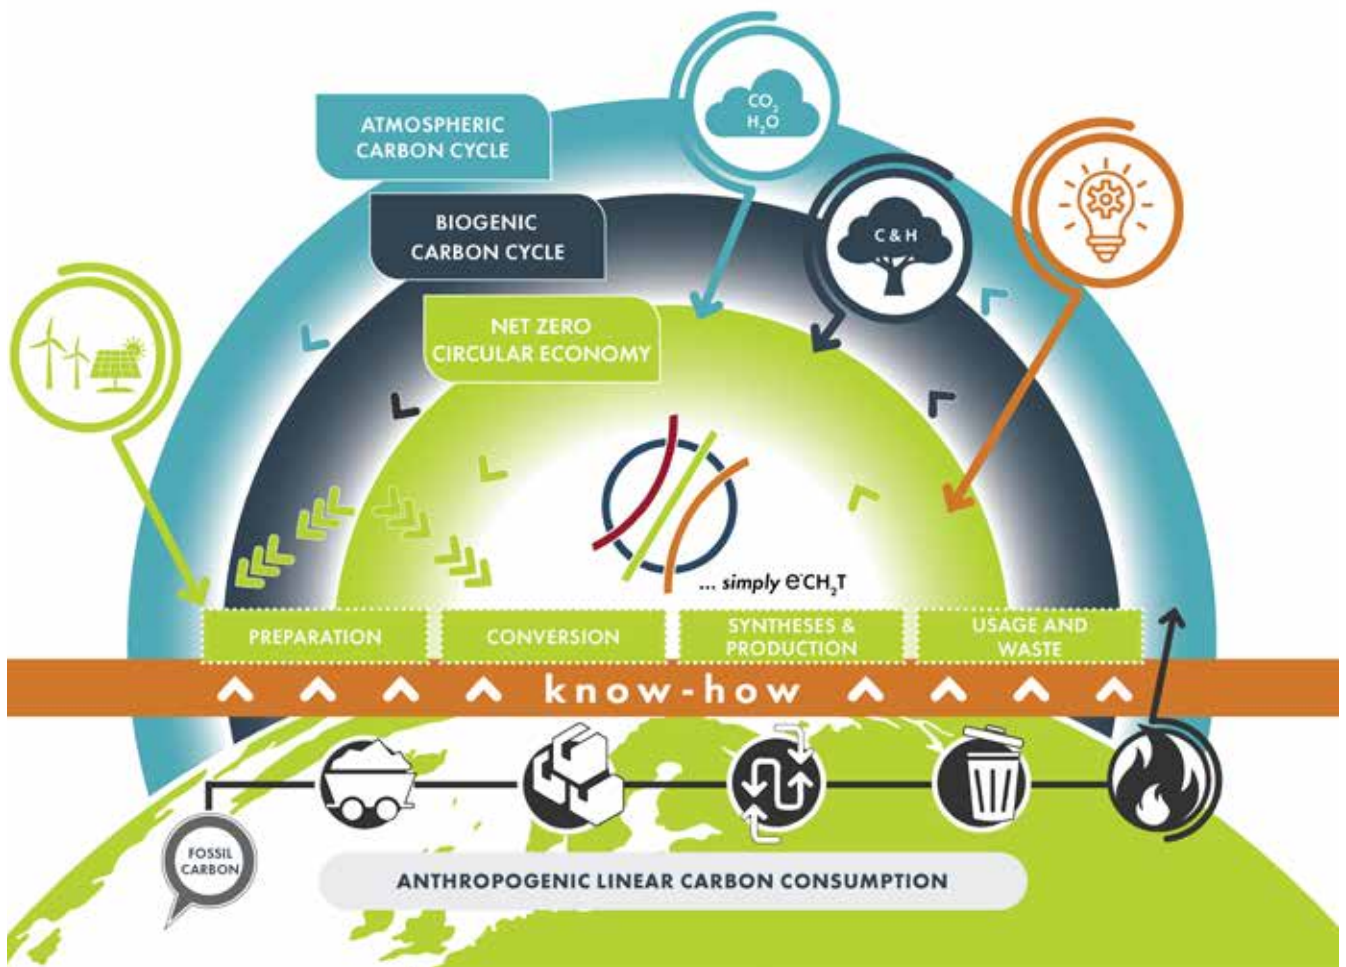 CO₂
H₂O
ATMOSPHERIC
CARBON CYCLE
BIOGENIC
CARBON CYCLE
C & H
NET ZERO
CIRCULAR ECONOMY
... simply e⁻CH₂T
PREPARATION
CONVERSION
SYNTHESES &
PRODUCTION
USAGE AND
WASTE
know-how
FOSSIL
CARBON
ANTHROPOGENIC LINEAR CARBON CONSUMPTION